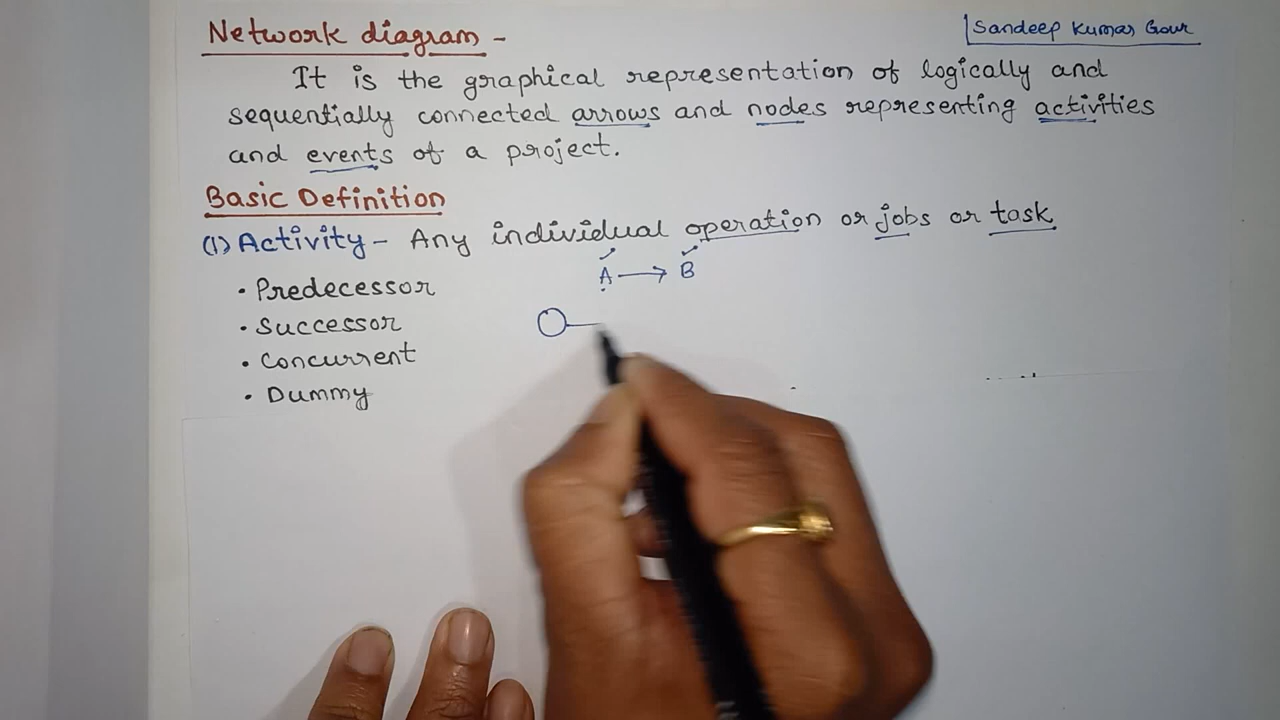 Network diagram -
Sandeep Kumar Gour
It is the graphical representation of logically and
sequentially connected arrows and nodes representing activities
and events of a project.
Basic Definition
(1) Activity - Any individual operation or jobs or task
A → B
• Predecessor
• Successor
• Concurrent
• Dummy